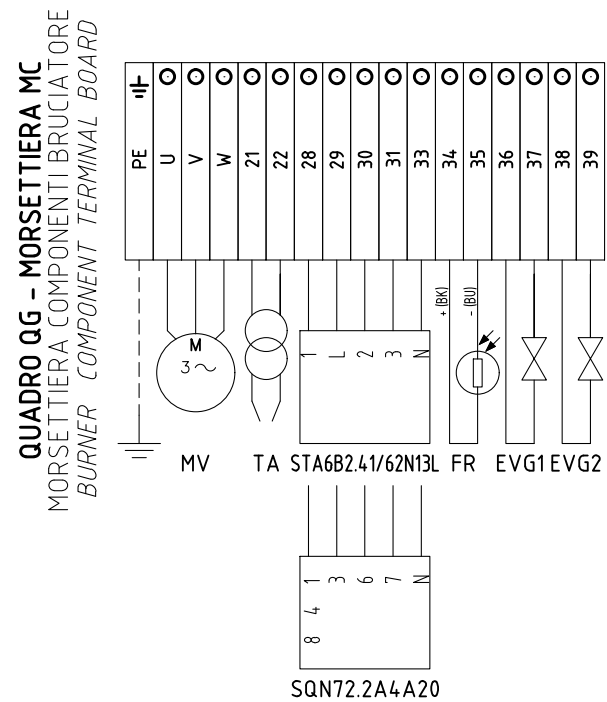 QUADRO QG - MORSETTIERA MC
MORSETTIERA COMPONENTI BRUCIATORE
BURNER COMPONENT TERMINAL BOARD
PE U V W 21 22 28 29 30 31 33 34 35 36 37 38 39
+ (BK) - (BU)
M
3~
1 L 2 3 N
MV TA STA6B2.41/62N13L FR EVG1 EVG2
1 3 6 7 N
4
8
SQN72.2A4A20